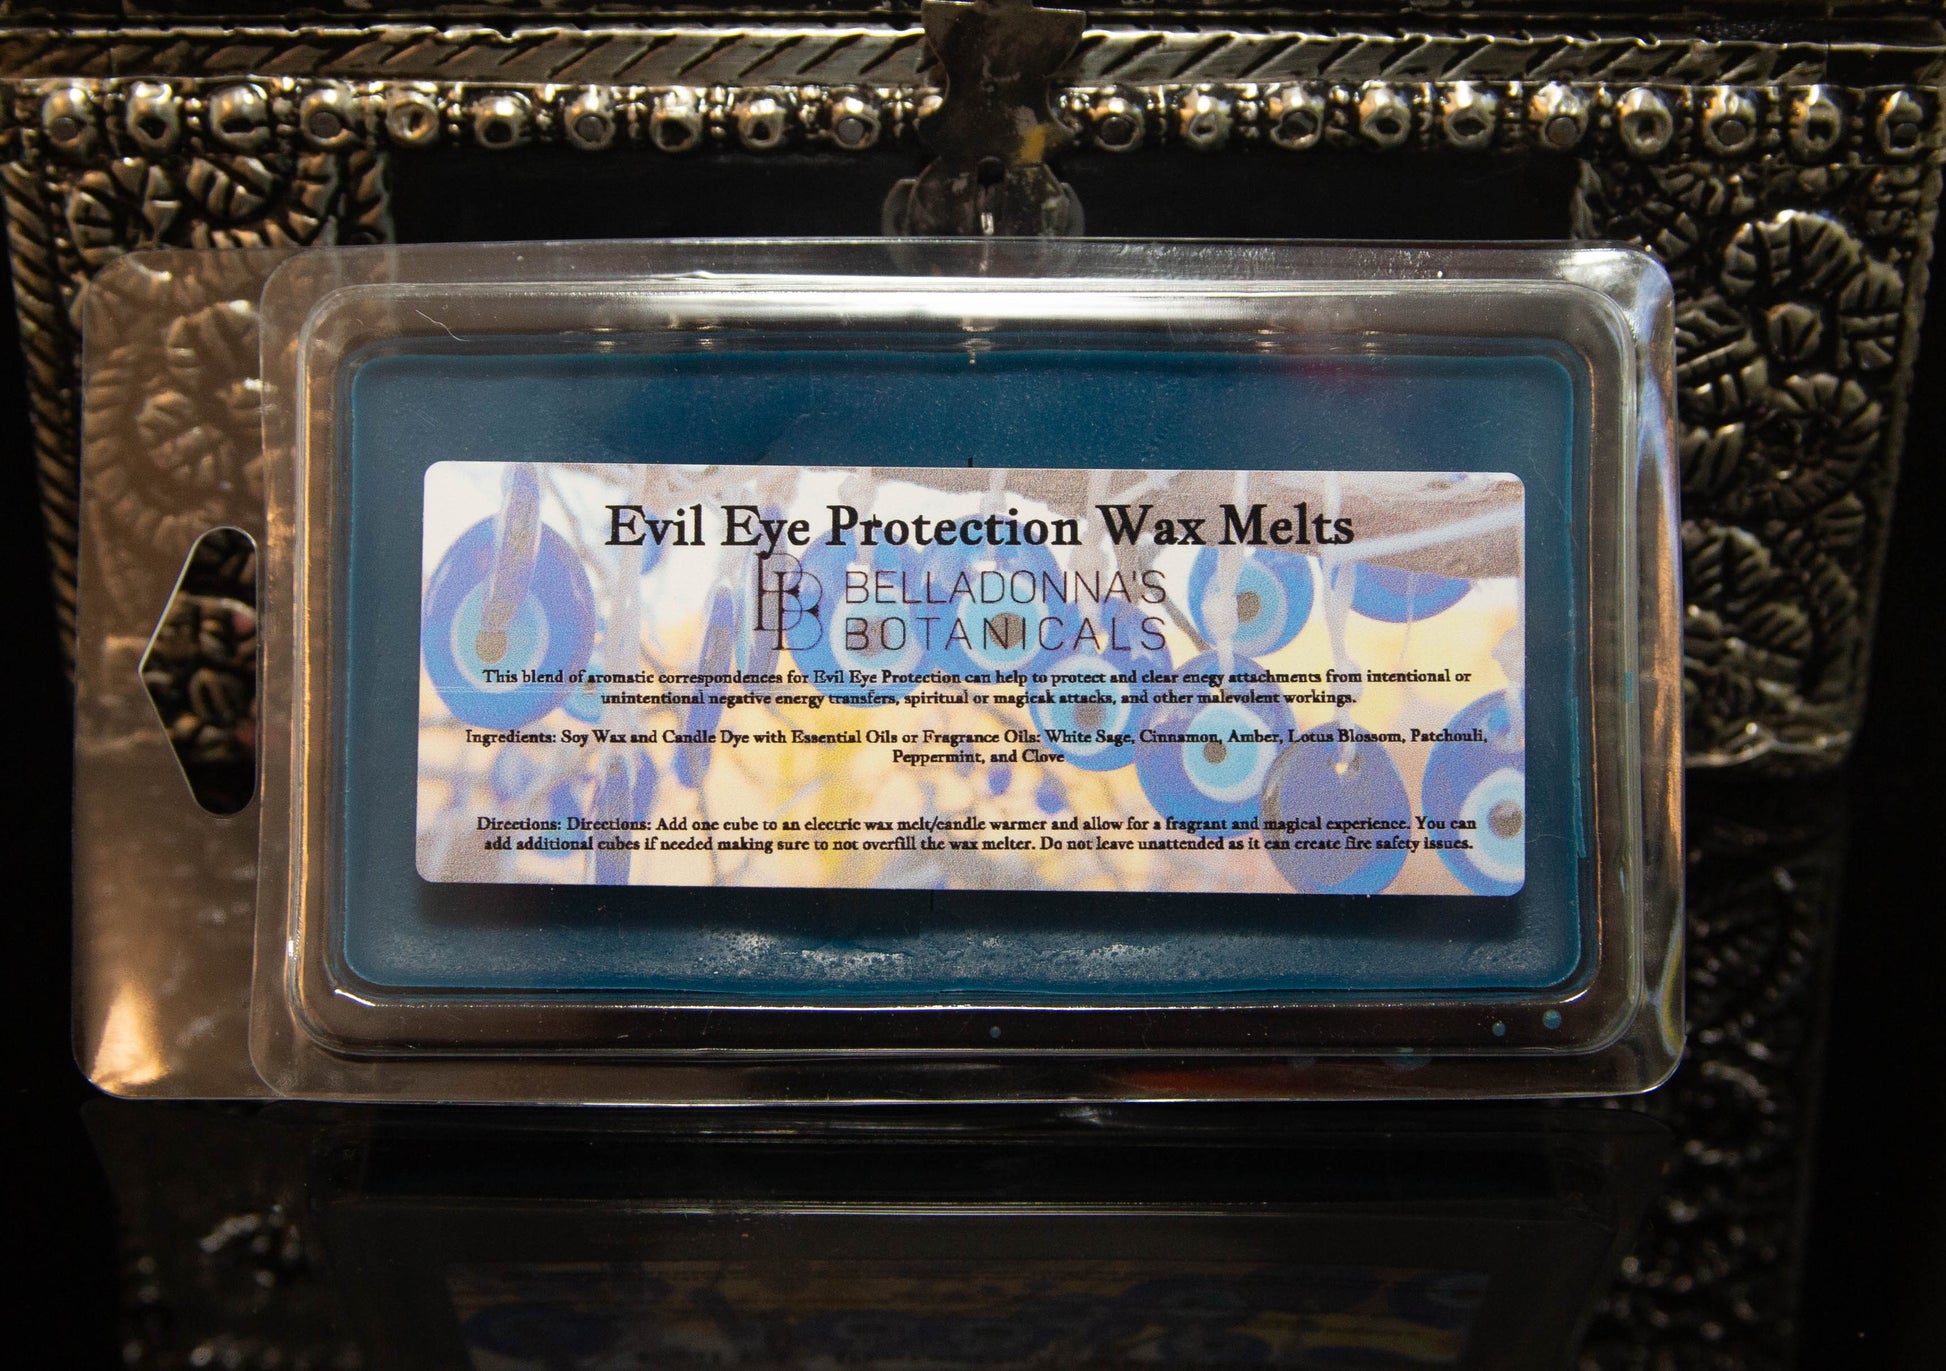 Evil Eye Protection Wax Melts
BB BELLADONNA'S
BOTANICALS
This blend of aromatic correspondences for Evil Eye Protection can help to protect and clear enegy attachments from intentional or
unintentional negative energy transfers, spiritual or magicak attacks, and other malevolent workings.
Ingredients: Soy Wax and Candle Dye with Essential Oils or Fragrance Oils: White Sage, Cinnamon, Amber, Lotus Blossom, Patchouli,
Peppermint, and Clove
Directions: Directions: Add one cube to an electric wax melt/candle warmer and allow for a fragrant and magical experience. You can
add additional cubes if needed making sure to not overfill the wax melter. Do not leave unattended as it can create fire safety issues.